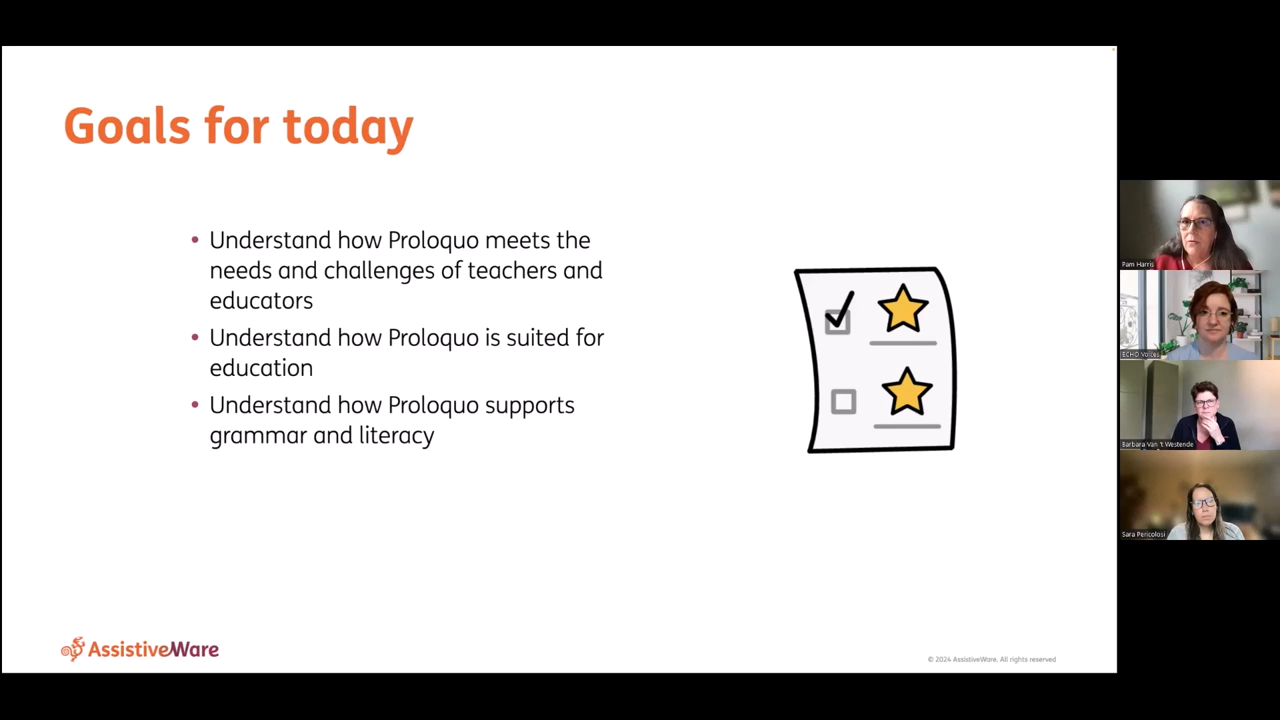 Goals for today
• Understand how Proloquo meets the
needs and challenges of teachers and
educators
• Understand how Proloquo is suited for
education
• Understand how Proloquo supports
grammar and literacy
AssistiveWare
© 2024 AssistiveWare. All rights reserved
Pam Harris
ECHO Voices
Barbara Van 't Westende
Sara Pericolosi